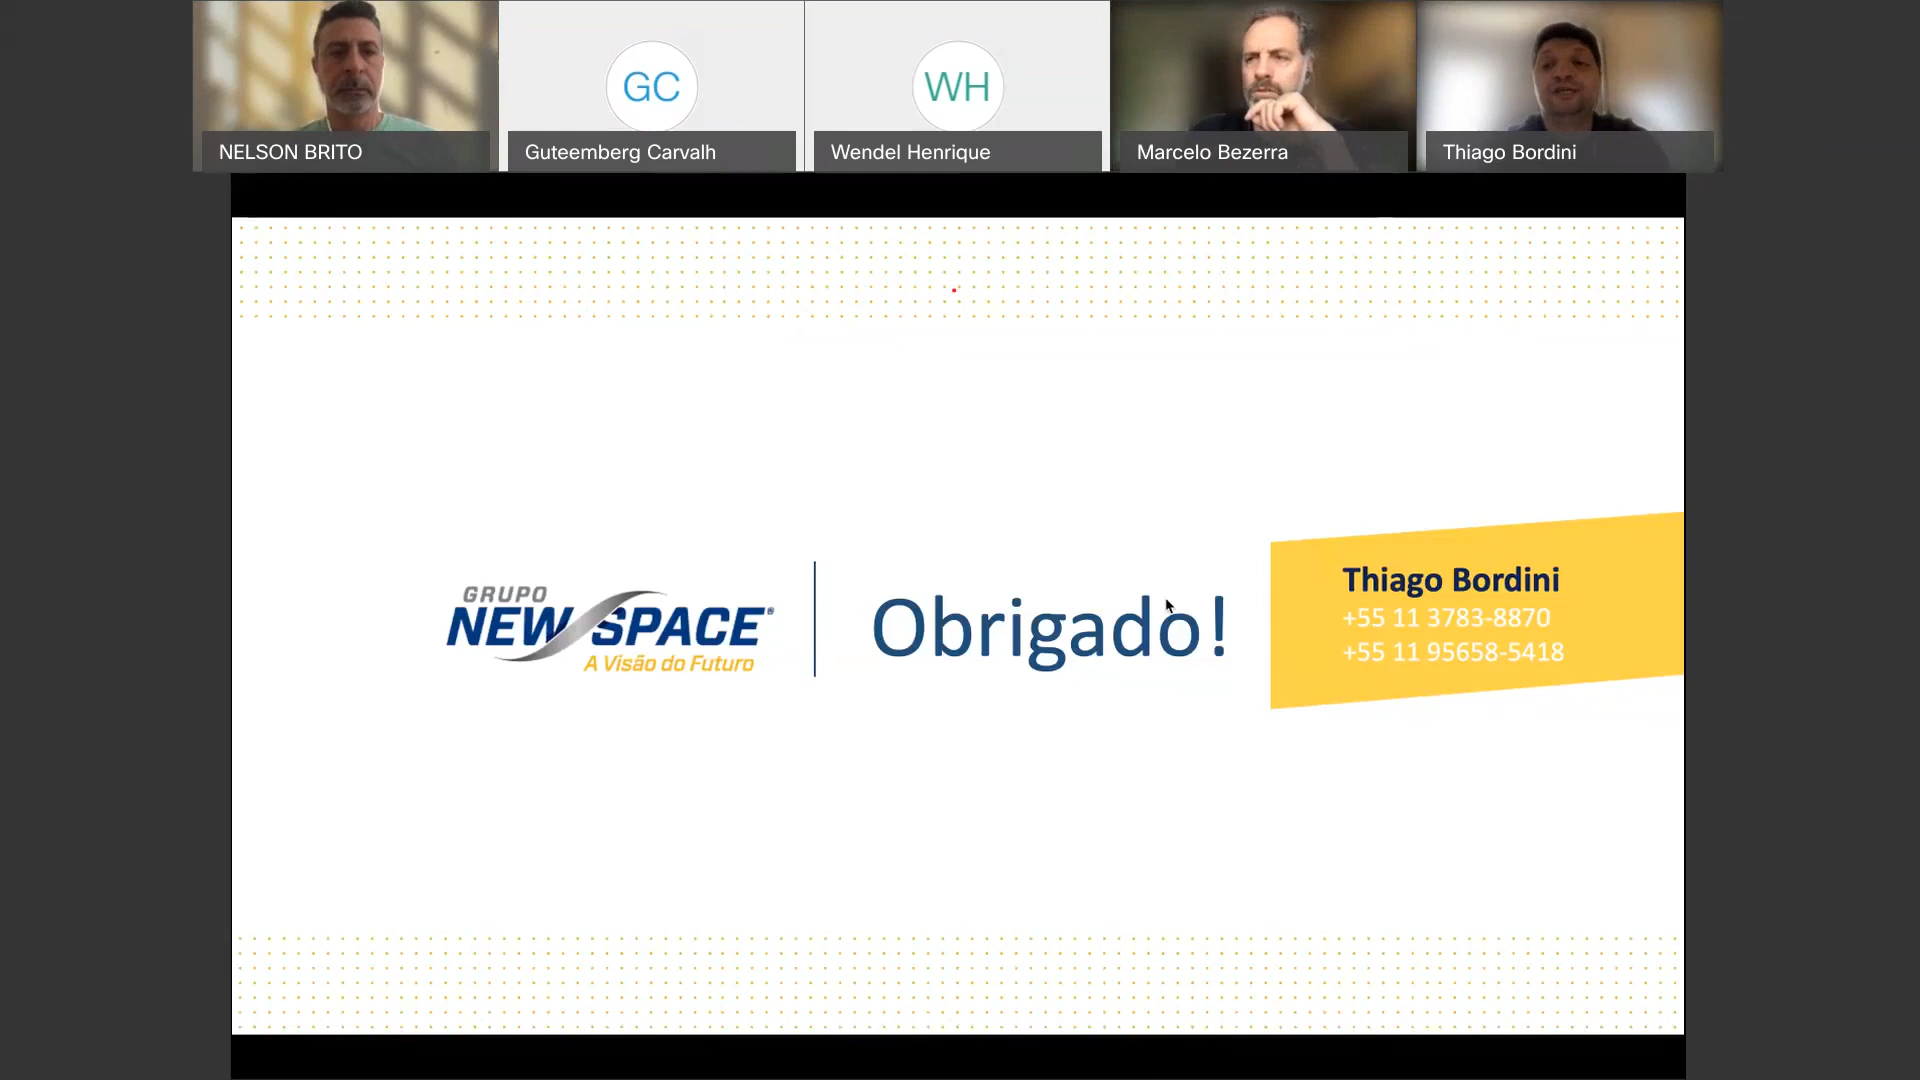 NELSON BRITO
GC
Guteemberg Carvalh
WH
Wendel Henrique
Marcelo Bezerra
Thiago Bordini
GRUPO
NEW SPACE®
A Visão do Futuro
Obrigado!
Thiago Bordini
+55 11 3783-8870
+55 11 95658-5418